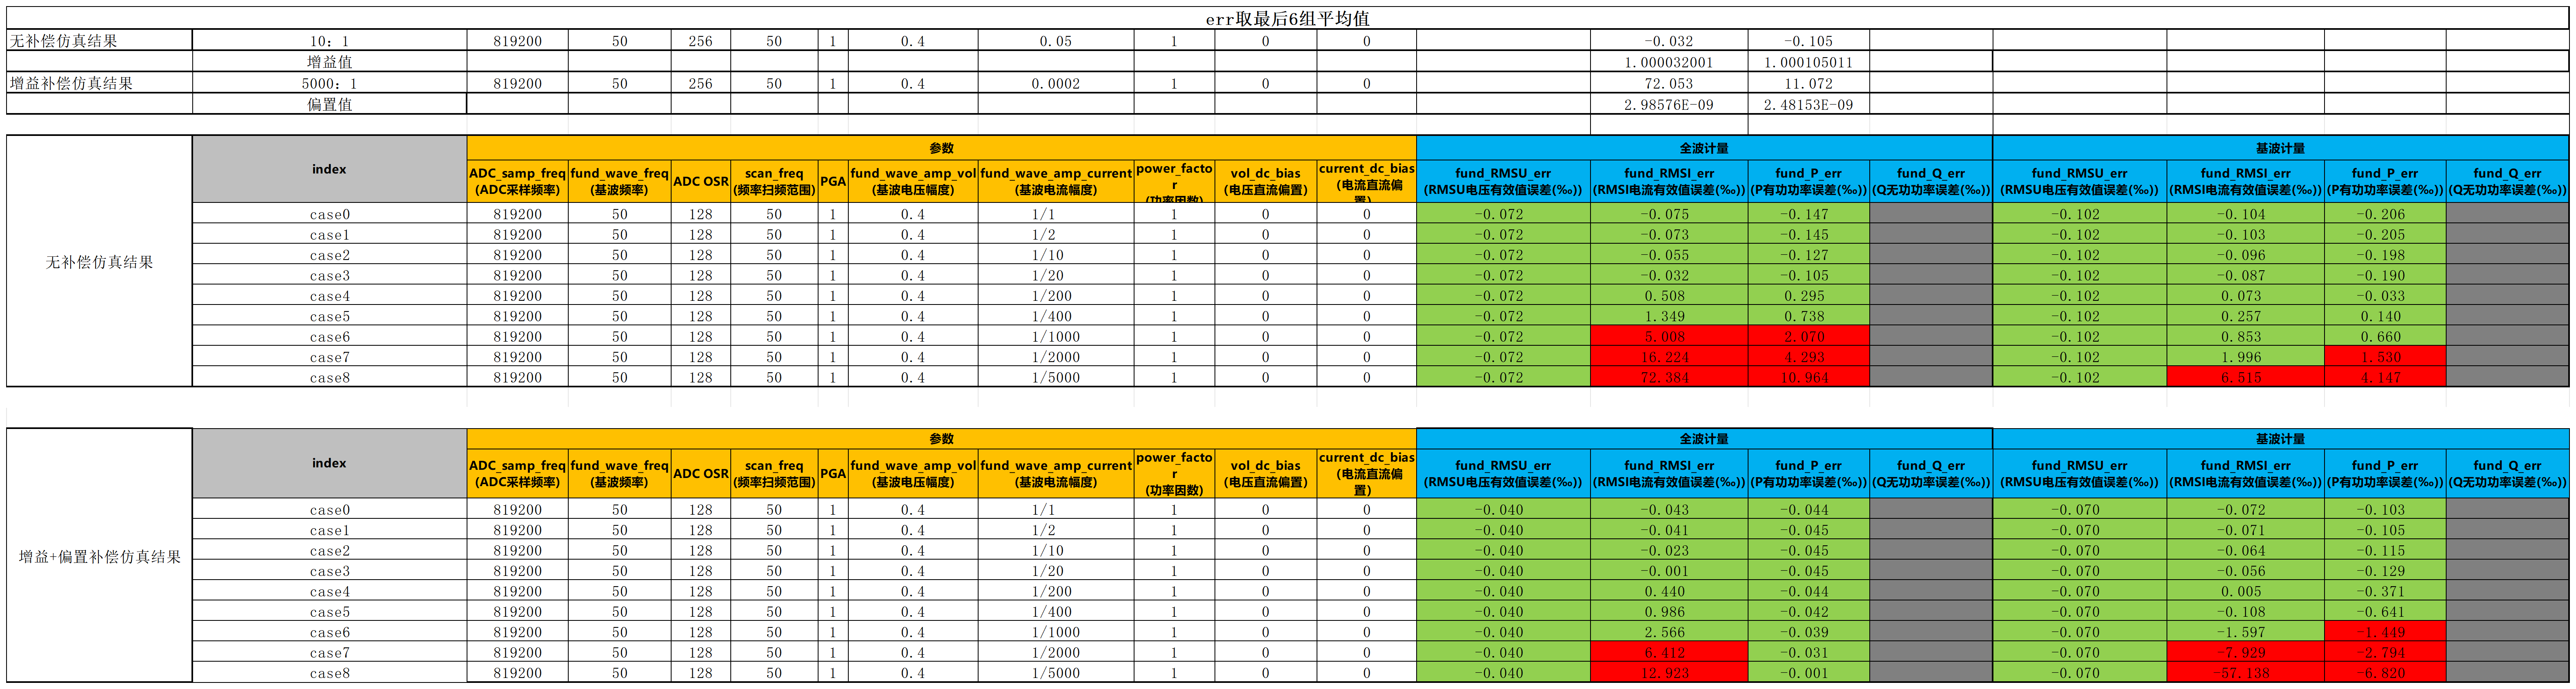 err取最后6组平均值
无补偿仿真结果 10：1 819200 50 256 50 1 0.4 0.05 1 0 0 -0.032 -0.105
增益值 1.000032001 1.000105011
增益补偿仿真结果 5000：1 819200 50 256 50 1 0.4 0.0002 1 0 0 72.053 11.072
偏置值 2.98576E-09 2.48153E-09
无补偿仿真结果
index 参数 全波计量 基波计量
ADC_samp_freq fund_wave_freq ADC OSR scan_freq PGA fund_wave_amp_vol fund_wave_amp_current power_facto vol_dc_bias current_dc_bias fund_RMSU_err fund_RMSI_err fund_P_err fund_Q_err fund_RMSU_err fund_RMSI_err fund_P_err fund_Q_err
(ADC采样频率) (基波频率) (频率扫频范围) (基波电压幅度) (基波电流幅度) r (电压直流偏置) (电流直流偏 (RMSU电压有效值误差(‰)) (RMSI电流有效值误差(‰)) (P有功功率误差(‰)) (Q无功功率误差(‰)) (RMSU电压有效值误差(‰)) (RMSI电流有效值误差(‰)) (P有功功率误差(‰)) (Q无功功率误差(‰))
(功率因数) 置)
case0 819200 50 128 50 1 0.4 1/1 1 0 0 -0.072 -0.075 -0.147 -0.102 -0.104 -0.206
case1 819200 50 128 50 1 0.4 1/2 1 0 0 -0.072 -0.073 -0.145 -0.102 -0.103 -0.205
case2 819200 50 128 50 1 0.4 1/10 1 0 0 -0.072 -0.055 -0.127 -0.102 -0.096 -0.198
case3 819200 50 128 50 1 0.4 1/20 1 0 0 -0.072 -0.032 -0.105 -0.102 -0.087 -0.190
case4 819200 50 128 50 1 0.4 1/200 1 0 0 -0.072 0.508 0.295 -0.102 0.073 -0.033
case5 819200 50 128 50 1 0.4 1/400 1 0 0 -0.072 1.349 0.738 -0.102 0.257 0.140
case6 819200 50 128 50 1 0.4 1/1000 1 0 0 -0.072 5.008 2.070 -0.102 0.853 0.660
case7 819200 50 128 50 1 0.4 1/2000 1 0 0 -0.072 16.224 4.293 -0.102 1.996 1.530
case8 819200 50 128 50 1 0.4 1/5000 1 0 0 -0.072 72.384 10.964 -0.102 6.515 4.147
增益+偏置补偿仿真结果
index 参数 全波计量 基波计量
ADC_samp_freq fund_wave_freq ADC OSR scan_freq PGA fund_wave_amp_vol fund_wave_amp_current power_facto vol_dc_bias current_dc_bias fund_RMSU_err fund_RMSI_err fund_P_err fund_Q_err fund_RMSU_err fund_RMSI_err fund_P_err fund_Q_err
(ADC采样频率) (基波频率) (频率扫频范围) (基波电压幅度) (基波电流幅度) r (电压直流偏置) (电流直流偏 (RMSU电压有效值误差(‰)) (RMSI电流有效值误差(‰)) (P有功功率误差(‰)) (Q无功功率误差(‰)) (RMSU电压有效值误差(‰)) (RMSI电流有效值误差(‰)) (P有功功率误差(‰)) (Q无功功率误差(‰))
(功率因数) 置)
case0 819200 50 128 50 1 0.4 1/1 1 0 0 -0.040 -0.043 -0.044 -0.070 -0.072 -0.103
case1 819200 50 128 50 1 0.4 1/2 1 0 0 -0.040 -0.041 -0.045 -0.070 -0.071 -0.105
case2 819200 50 128 50 1 0.4 1/10 1 0 0 -0.040 -0.023 -0.045 -0.070 -0.064 -0.115
case3 819200 50 128 50 1 0.4 1/20 1 0 0 -0.040 -0.001 -0.045 -0.070 -0.056 -0.129
case4 819200 50 128 50 1 0.4 1/200 1 0 0 -0.040 0.440 -0.044 -0.070 0.005 -0.371
case5 819200 50 128 50 1 0.4 1/400 1 0 0 -0.040 0.986 -0.042 -0.070 -0.108 -0.641
case6 819200 50 128 50 1 0.4 1/1000 1 0 0 -0.040 2.566 -0.039 -0.070 -1.597 -1.449
case7 819200 50 128 50 1 0.4 1/2000 1 0 0 -0.040 6.412 -0.031 -0.070 -7.929 -2.794
case8 819200 50 128 50 1 0.4 1/5000 1 0 0 -0.040 12.923 -0.001 -0.070 -57.138 -6.820